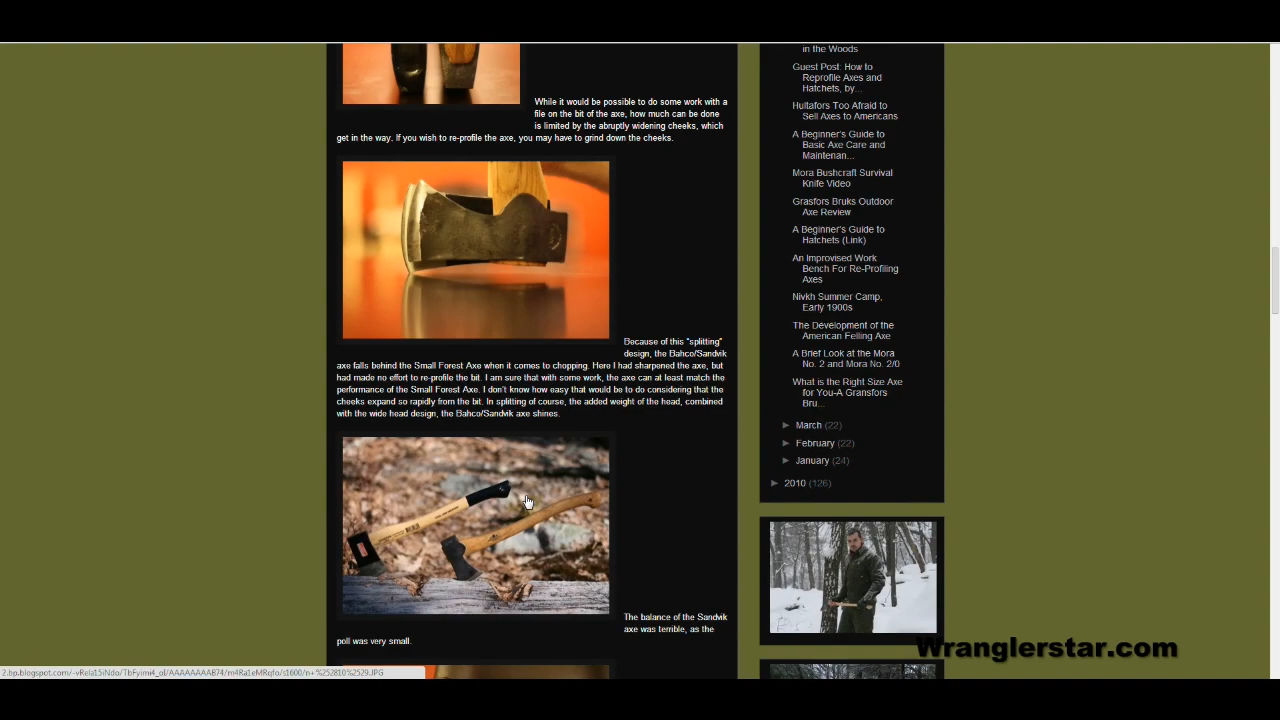 While it would be possible to do some work with a
file on the bit of the axe, how much can be done
is limited by the abruptly widening cheeks, which
get in the way. If you wish to re-profile the axe, you may have to grind down the cheeks.
Because of this "splitting"
design, the Bahco/Sandvik
axe falls behind the Small Forest Axe when it comes to chopping. Here I had sharpened the axe, but
had made no effort to re-profile the bit. I am sure that with some work, the axe can at least match the
performance of the Small Forest Axe. I don't know how easy that would be to do considering that the
cheeks expand so rapidly from the bit. In splitting of course, the added weight of the head, combined
with the wide head design, the Bahco/Sandvik axe shines.
The balance of the Sandvik
axe was terrible, as the
poll was very small.
in the Woods
Guest Post: How to
Reprofile Axes and
Hatchets, by...
Hultafors Too Afraid to
Sell Axes to Americans
A Beginner's Guide to
Basic Axe Care and
Maintenan...
Mora Bushcraft Survival
Knife Video
Grasfors Bruks Outdoor
Axe Review
A Beginner's Guide to
Hatchets (Link)
An Improvised Work
Bench For Re-Profiling
Axes
Nivkh Summer Camp,
Early 1900s
The Development of the
American Felling Axe
A Brief Look at the Mora
No. 2 and Mora No. 2/0
What is the Right Size Axe
for You-A Gransfors
Bru...
► March (22)
► February (22)
► January (24)
► 2010 (126)
Wranglerstar.com